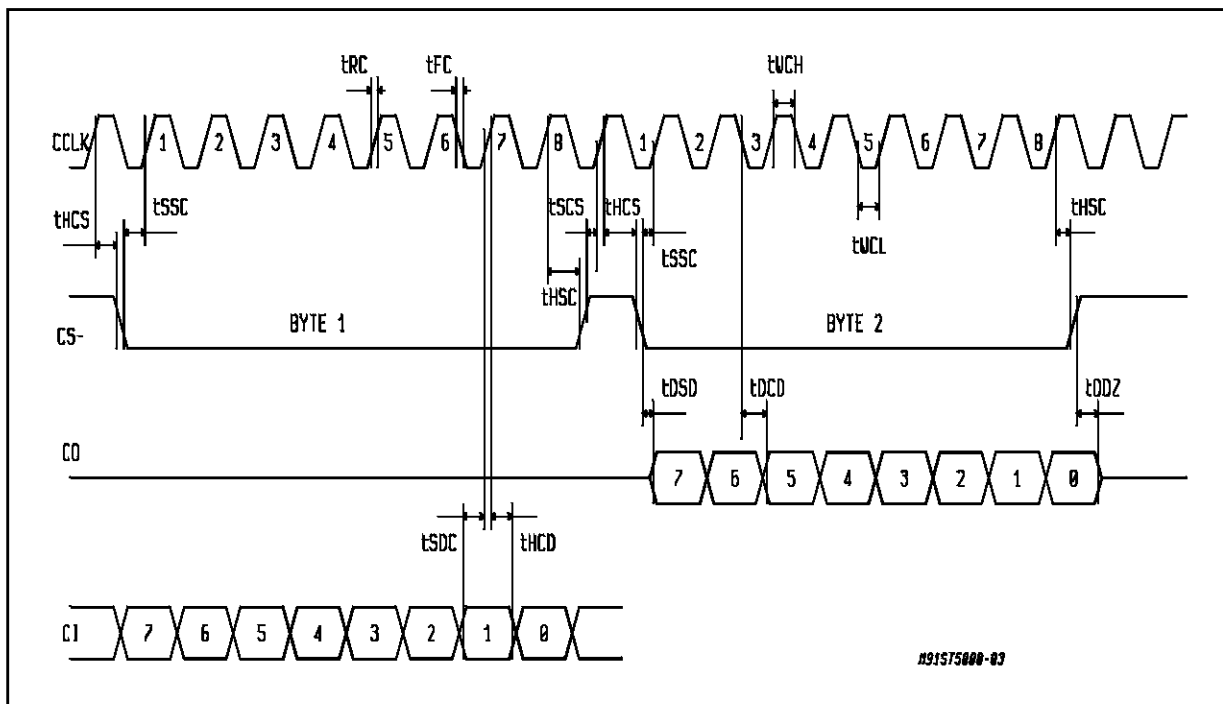 tRC tFC tWCH
CCLK 1 2 3 4 5 6 7 8 1 2 3 4 5 6 7 8
tHCS tSSC tSCS tHCS tSSC tWCL tHSC
tHSC
CS- BYTE 1 BYTE 2
tDSD tDCD tDDZ
CO
7 6 5 4 3 2 1 0
tSDC tHCD
CI 7 6 5 4 3 2 1 0